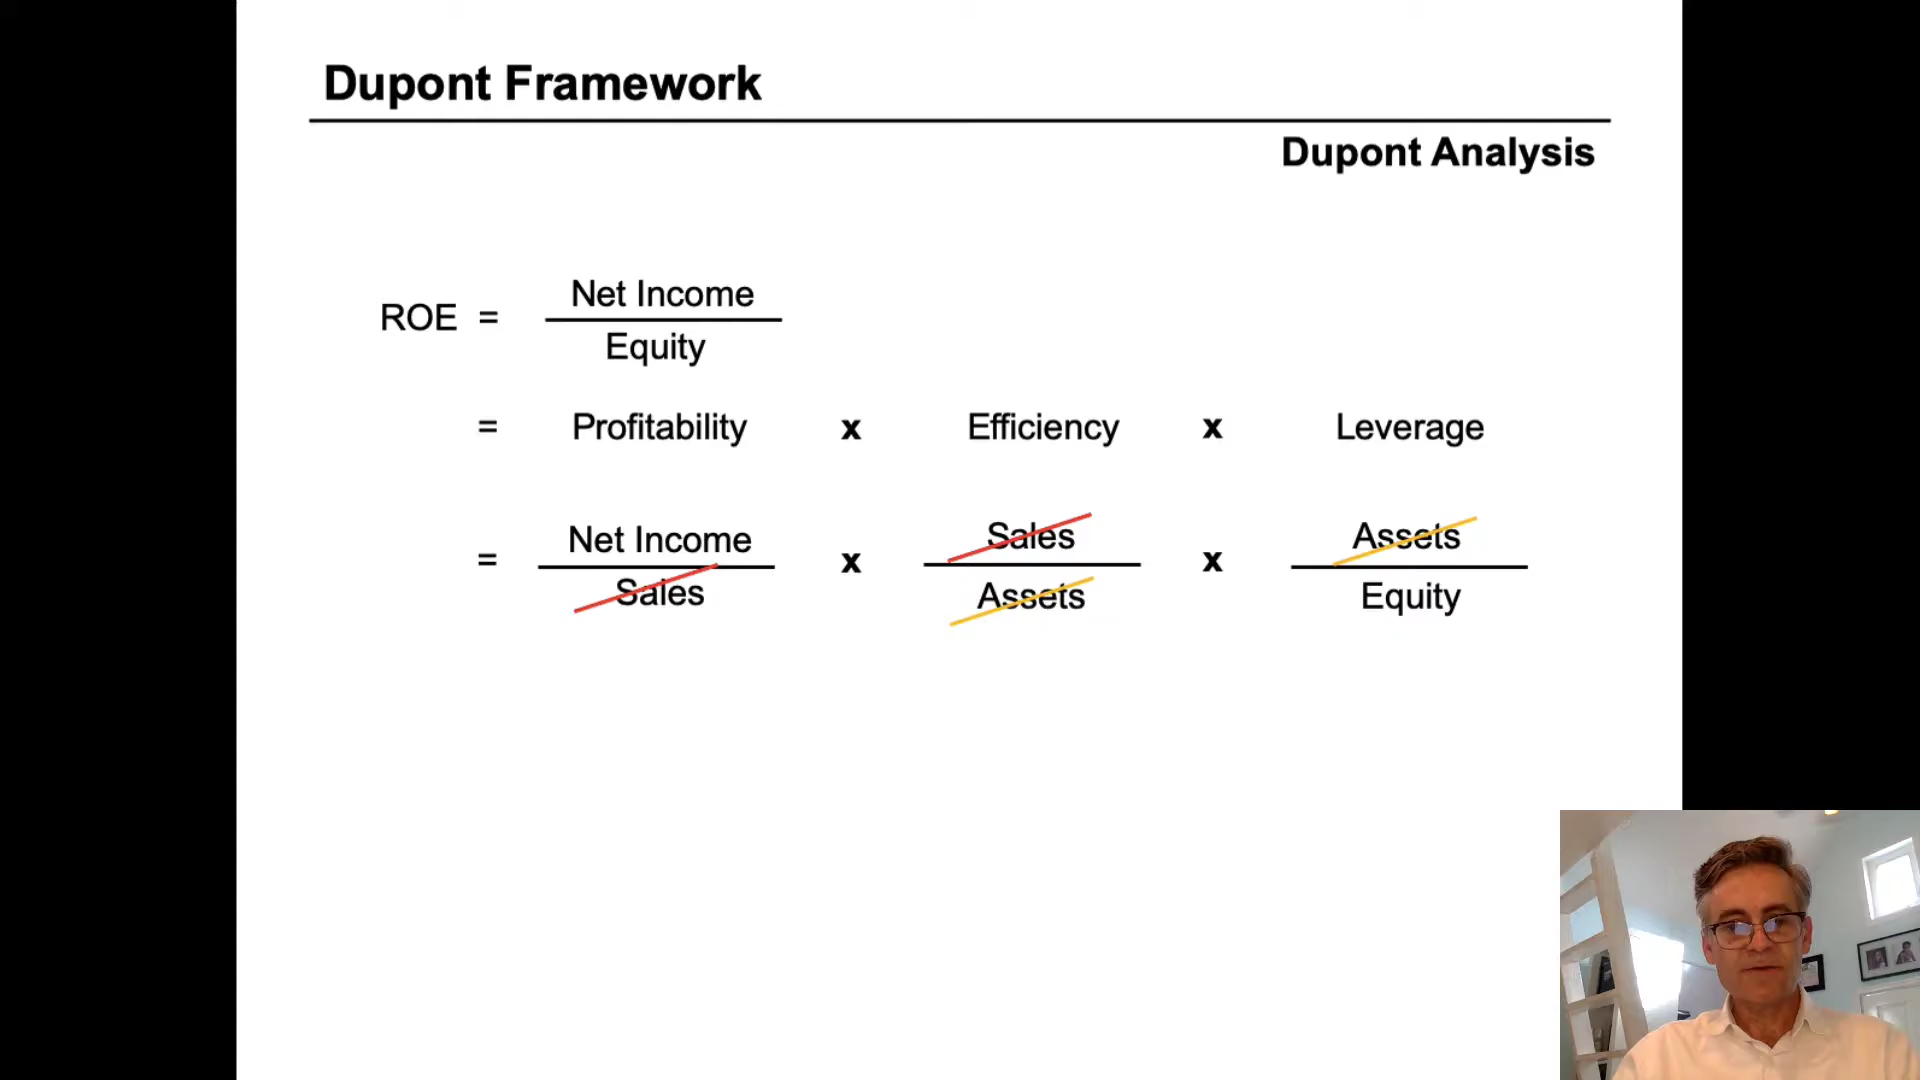 Dupont Framework
Dupont Analysis
ROE = Net Income
Equity
= Profitability x Efficiency x Leverage
= Net Income x Sales x Assets
Sales Assets Equity